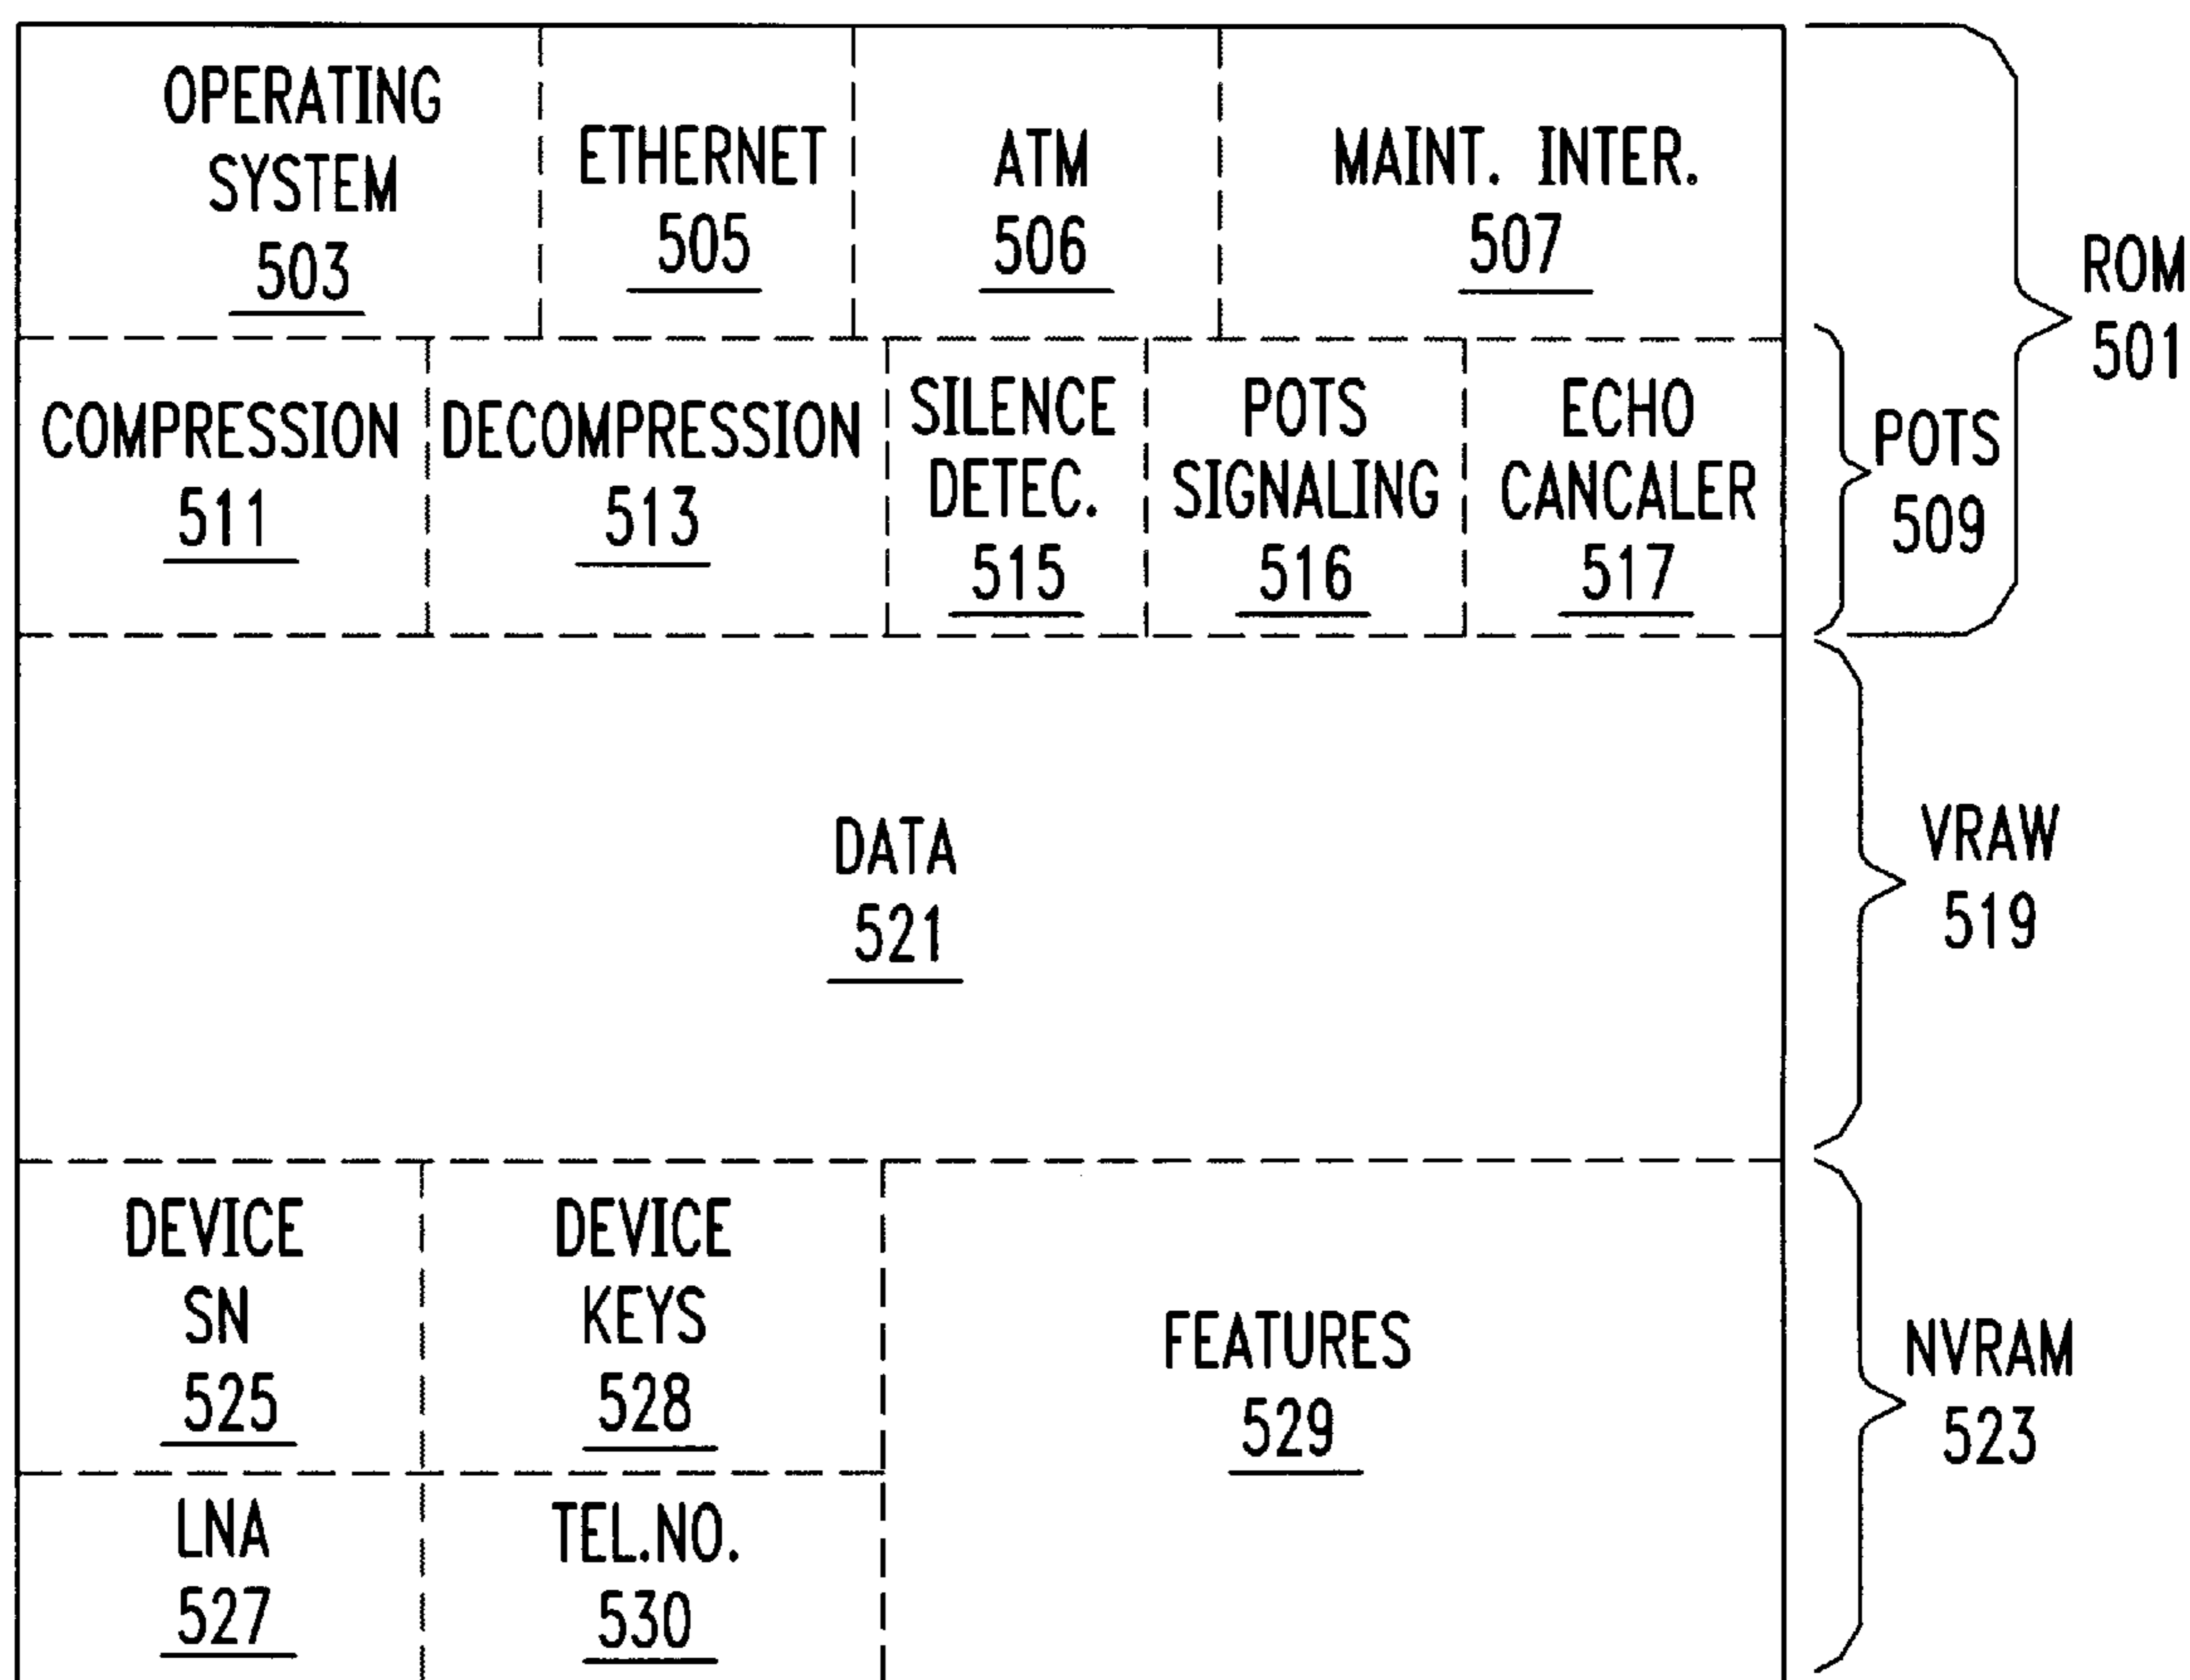 OPERATING
SYSTEM
503
ETHERNET
505
ATM
506
MAINT. INTER.
507
ROM
501
COMPRESSION
511
DECOMPRESSION
513
SILENCE
DETEC.
515
POTS
SIGNALING
516
ECHO
CANCALER
517
POTS
509
DATA
521
VRAW
519
DEVICE
SN
525
DEVICE
KEYS
528
FEATURES
529
NVRAM
523
LNA
527
TEL.NO.
530